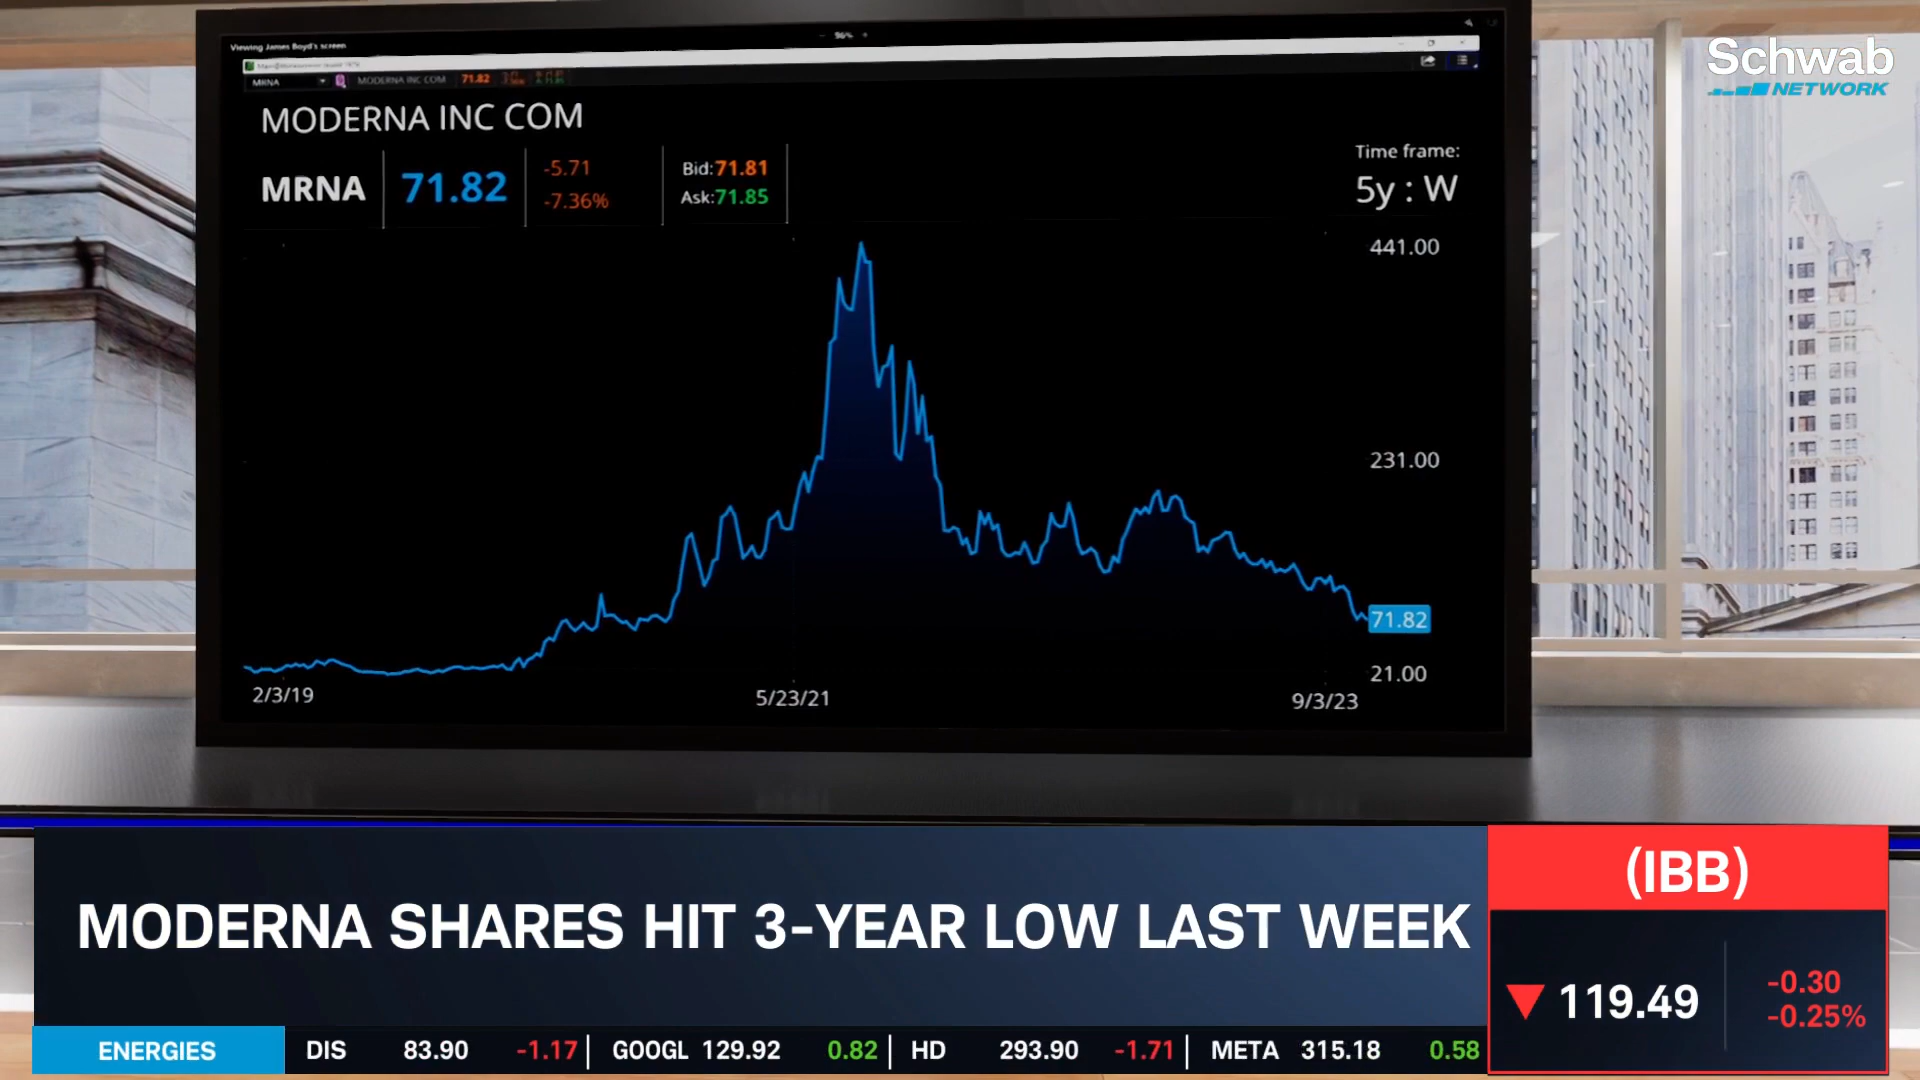 Viewing James Boyd's screen
96%
MRNA MODERNA INC COM 71.82
MODERNA INC COM
MRNA 71.82 -5.71 -7.36% Bid:71.81 Ask:71.85
Time frame:
5y : W
441.00
231.00
71.82
21.00
2/3/19 5/23/21 9/3/23
Schwab
NETWORK
MODERNA SHARES HIT 3-YEAR LOW LAST WEEK
(IBB)
119.49 -0.30 -0.25%
ENERGIES DIS 83.90 -1.17 GOOGL 129.92 0.82 HD 293.90 -1.71 META 315.18 0.58